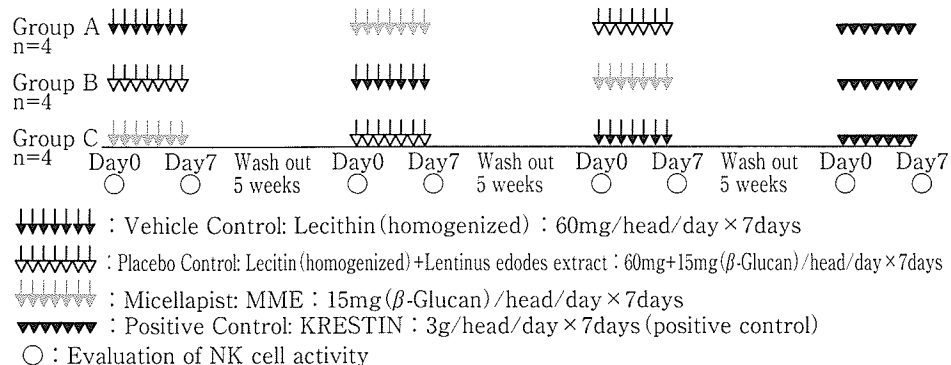 Group A
n=4
Group B
n=4
Group C
n=4
Day0 Day7 Wash out 5 weeks Day0 Day7 Wash out 5 weeks Day0 Day7 Wash out 5 weeks Day0 Day7
: Vehicle Control: Lecithin(homogenized) : 60mg/head/day×7days
: Placebo Control: Lecitin(homogenized)+Lentinus edodes extract : 60mg+15mg(β-Glucan)/head/day×7days
: Micellapist: MME : 15mg(β-Glucan)/head/day×7days
: Positive Control: KRESTIN : 3g/head/day×7days(positive control)
○ : Evaluation of NK cell activity